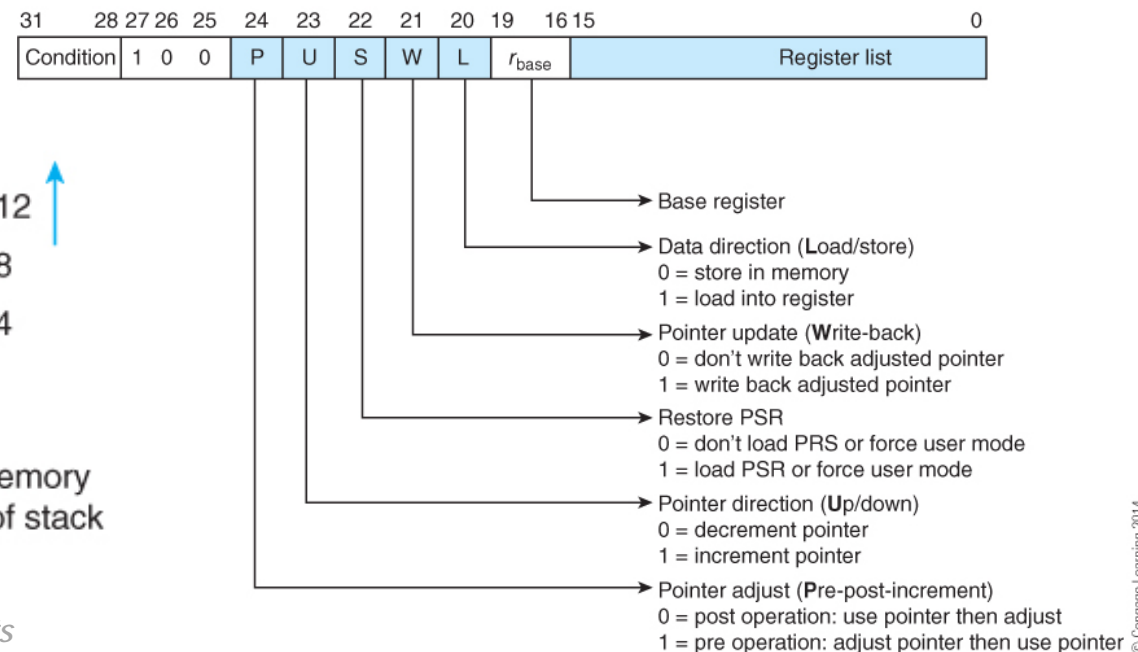 31 28 27 26 25 24 23 22 21 20 19 16 15 0
Condition 1 0 0 P U S W L rbase Register list
12
8
4
Base register
Data direction (Load/store)
0 = store in memory
1 = load into register
Pointer update (Write-back)
0 = don't write back adjusted pointer
1 = write back adjusted pointer
Restore PSR
0 = don't load PRS or force user mode
1 = load PSR or force user mode
emory
of stack
Pointer direction (Up/down)
0 = decrement pointer
1 = increment pointer
Pointer adjust (Pre-post-increment)
0 = post operation: use pointer then adjust
1 = pre operation: adjust pointer then use pointer
© Cengage Learning 2014